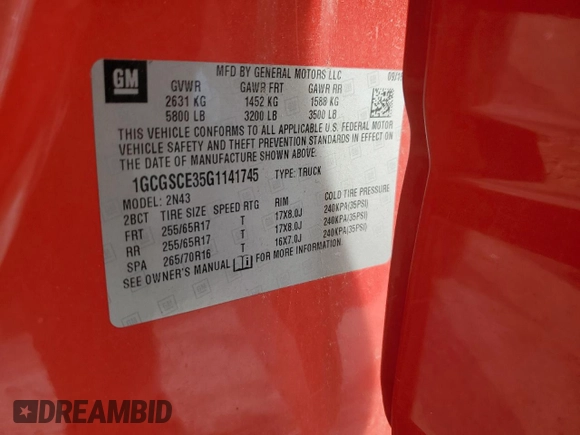 GM
MFD BY GENERAL MOTORS LLC
GVWR GAWR FRT GAWR RR
2631 KG 1452 KG 1588 KG
5800 LB 3200 LB 3500 LB
THIS VEHICLE CONFORMS TO ALL APPLICABLE U.S. FEDERAL MOTOR
VEHICLE SAFETY AND THEFT PREVENTION STANDARDS IN EFFECT ON
THE DATE OF MANUFACTURE SHOWN ABOVE.
1GCGSCE35G1141745 TYPE: TRUCK
MODEL: 2N43
2BCT TIRE SIZE SPEED RTG RIM COLD TIRE PRESSURE
FRT 255/65R17 T 17X8.0J 240KPA(35PSI)
RR 255/65R17 T 17X8.0J 240KPA(35PSI)
SPA 265/70R16 T 16X7.0J 240KPA(35PSI)
SEE OWNER'S MANUAL FOR MORE INFORMATION.
DREAMBID